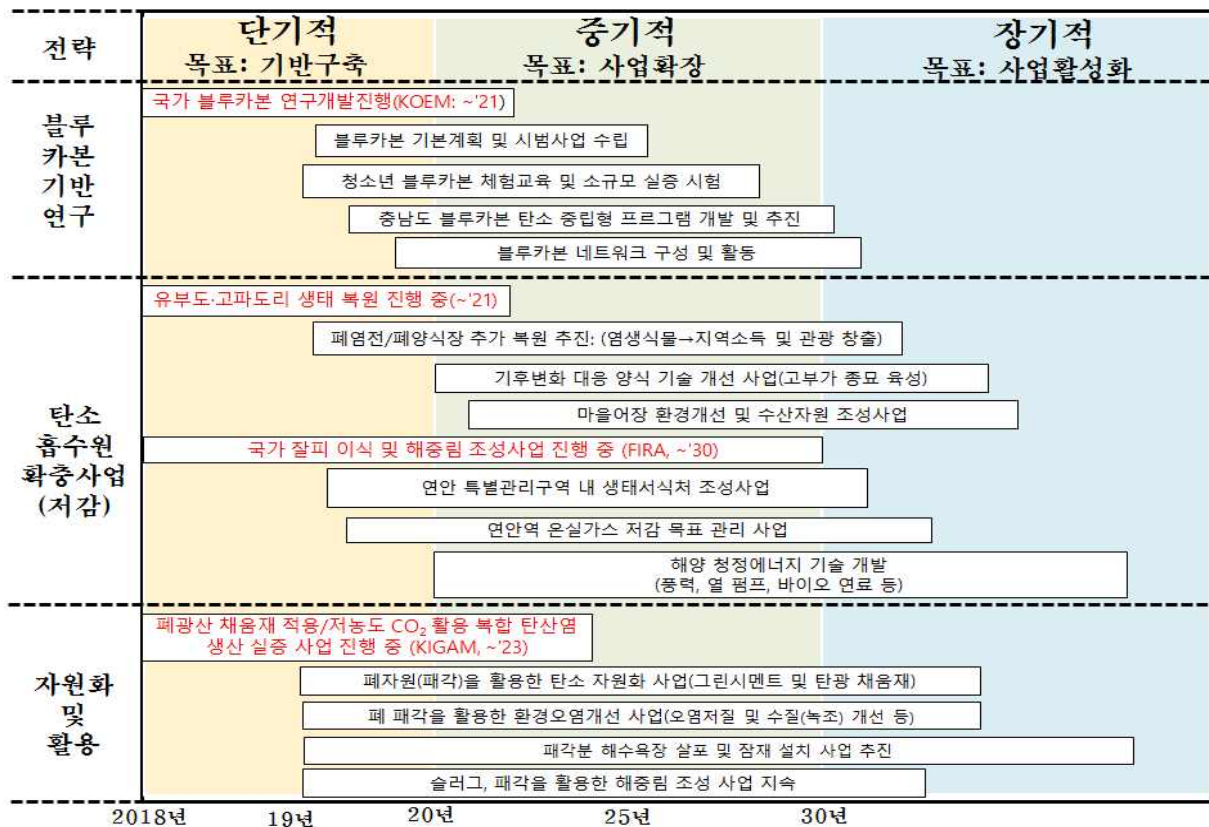 전략
단기적
목표: 기반구축
중기적
목표: 사업확장
장기적
목표: 사업활성화
블루
카본
기반
연구
국가 블루카본 연구개발진행(KOEM: ~'21)
블루카본 기본계획 및 시범사업 수립
청소년 블루카본 체험교육 및 소규모 실증 시험
충남도 블루카본 탄소 중립형 프로그램 개발 및 추진
블루카본 네트워크 구성 및 활동
탄소
흡수원
확충사업
(저감)
유부도·고파도리 생태 복원 진행 중(~'21)
폐염전/폐양식장 추가 복원 추진: (염생식물→지역소득 및 관광 창출)
기후변화 대응 양식 기술 개선 사업(고부가 종묘 육성)
마을어장 환경개선 및 수산자원 조성사업
국가 잘피 이식 및 해중림 조성사업 진행 중 (FIRA, ~'30)
연안 특별관리구역 내 생태서식처 조성사업
연안역 온실가스 저감 목표 관리 사업
해양 청정에너지 기술 개발
(풍력, 열 펌프, 바이오 연료 등)
자원화
및
활용
폐광산 채움재 적용/저농도 CO₂ 활용 복합 탄산염
생산 실증 사업 진행 중 (KIGAM, ~'23)
폐자원(패각)을 활용한 탄소 자원화 사업(그린시멘트 및 탄광 채움재)
폐 패각을 활용한 환경오염개선 사업(오염저질 및 수질(녹조) 개선 등)
패각분 해수욕장 살포 및 잠재 설치 사업 추진
슬러그, 패각을 활용한 해중림 조성 사업 지속
2018년
19년
20년
25년
30년